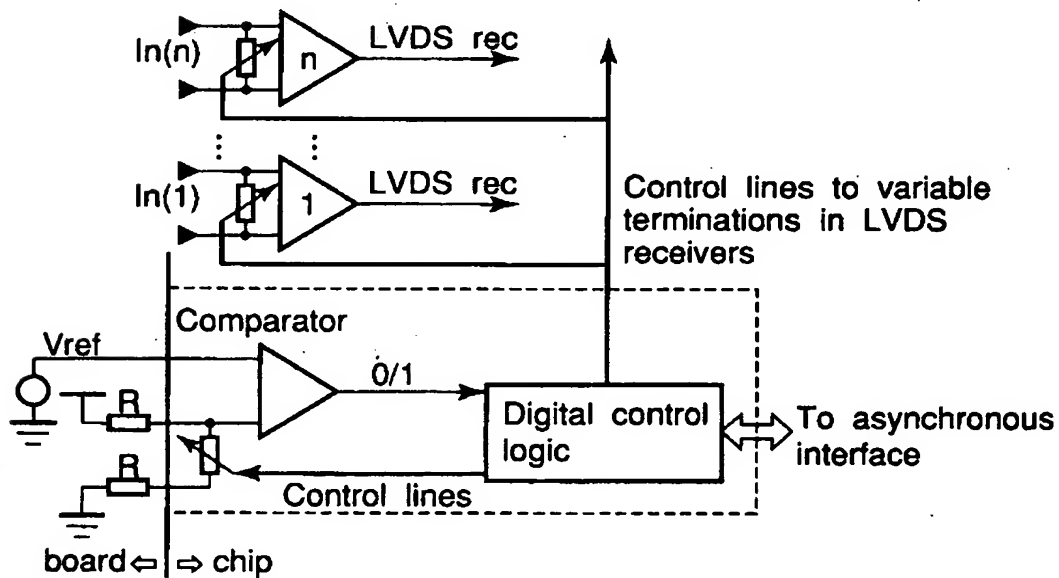 In(n)
n
LVDS rec
In(1)
1
LVDS rec
Control lines to variable
terminations in LVDS
receivers
Comparator
Vref
0/1
R
R
Digital control
logic
To asynchronous
interface
Control lines
board ⇦ ⇨ chip